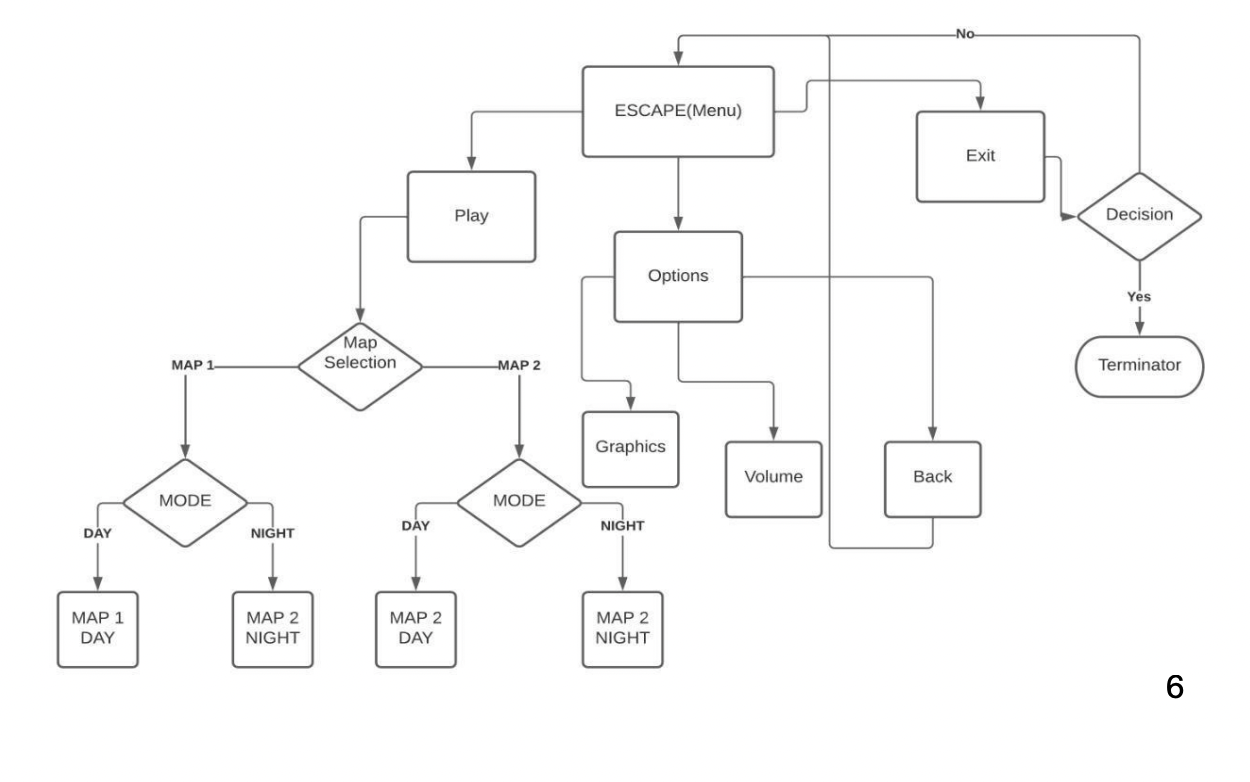 No
ESCAPE(Menu)
Exit
Play
Decision
Options
Yes
Map
Selection
MAP 1
MAP 2
Terminator
Graphics
Volume
Back
MODE
MODE
DAY
NIGHT
DAY
NIGHT
MAP 1
DAY
MAP 2
NIGHT
MAP 2
DAY
MAP 2
NIGHT
6